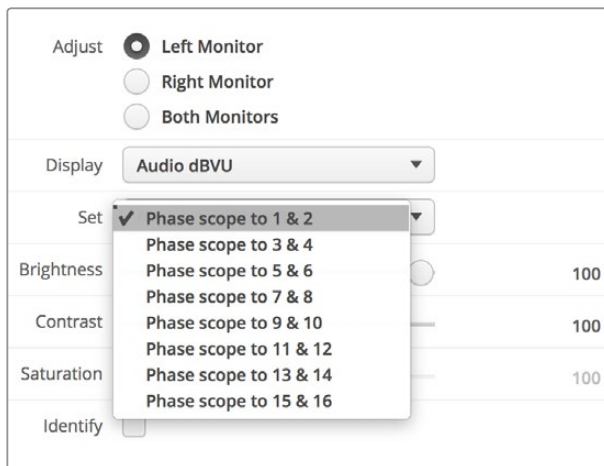 Adjust Left Monitor
Right Monitor
Both Monitors
Display Audio dBVU
Set ✓ Phase scope to 1 & 2
Phase scope to 3 & 4
Brightness Phase scope to 5 & 6 100
Phase scope to 7 & 8
Contrast Phase scope to 9 & 10 100
Phase scope to 11 & 12
Saturation Phase scope to 13 & 14 100
Phase scope to 15 & 16
Identify